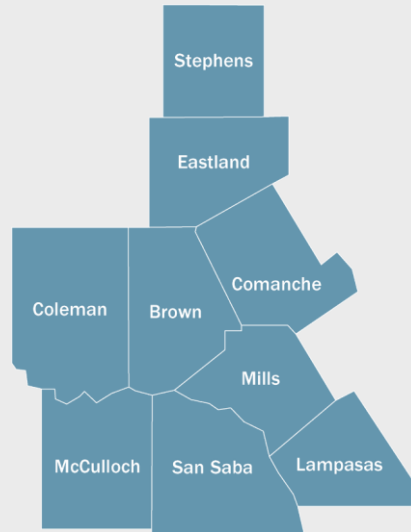 Stephens
Eastland
Comanche
Coleman
Brown
Mills
McCulloch
San Saba
Lampasas